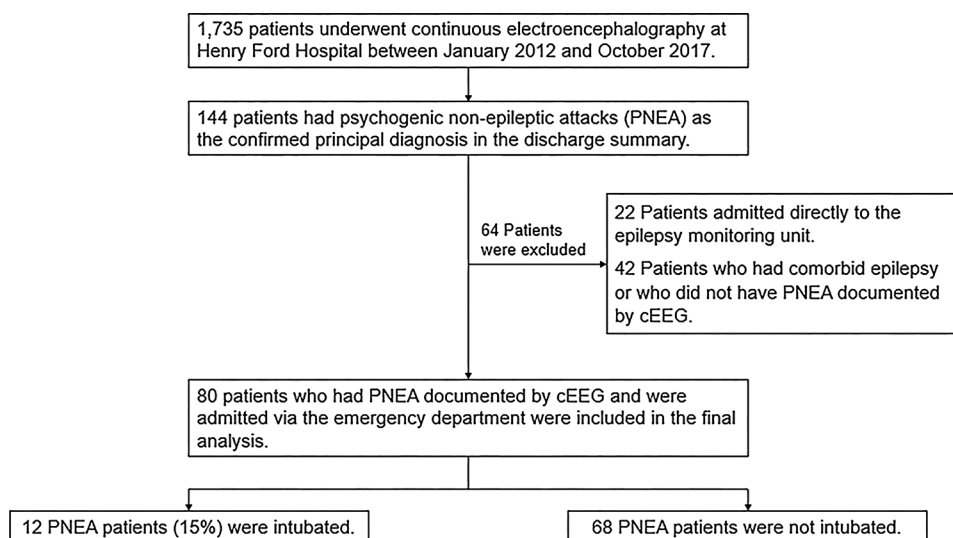 1,735 patients underwent continuous electroencephalography at
Henry Ford Hospital between January 2012 and October 2017.
144 patients had psychogenic non-epileptic attacks (PNEA) as
the confirmed principal diagnosis in the discharge summary.
64 Patients
were excluded
22 Patients admitted directly to the
epilepsy monitoring unit.
42 Patients who had comorbid epilepsy
or who did not have PNEA documented
by cEEG.
80 patients who had PNEA documented by cEEG and were
admitted via the emergency department were included in the final
analysis.
12 PNEA patients (15%) were intubated.
68 PNEA patients were not intubated.